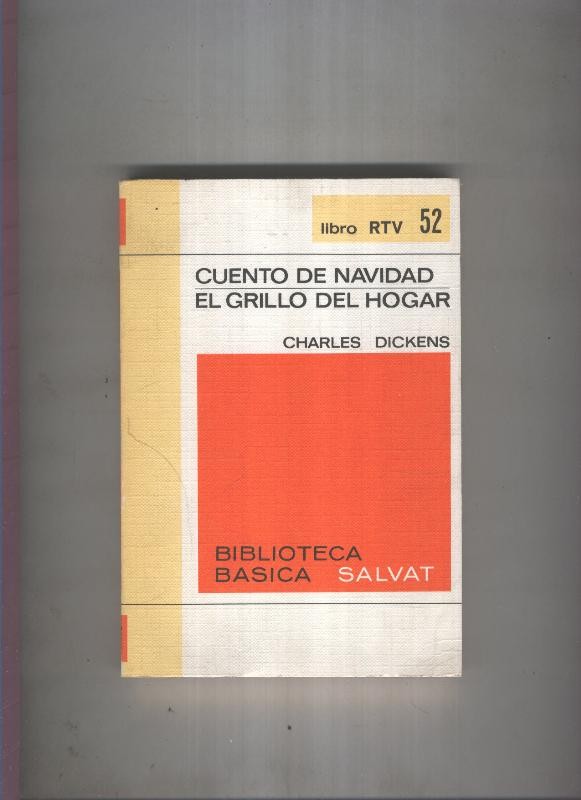 libro RTV 52
CUENTO DE NAVIDAD
EL GRILLO DEL HOGAR
CHARLES DICKENS
BIBLIOTECA
BASICA SALVAT